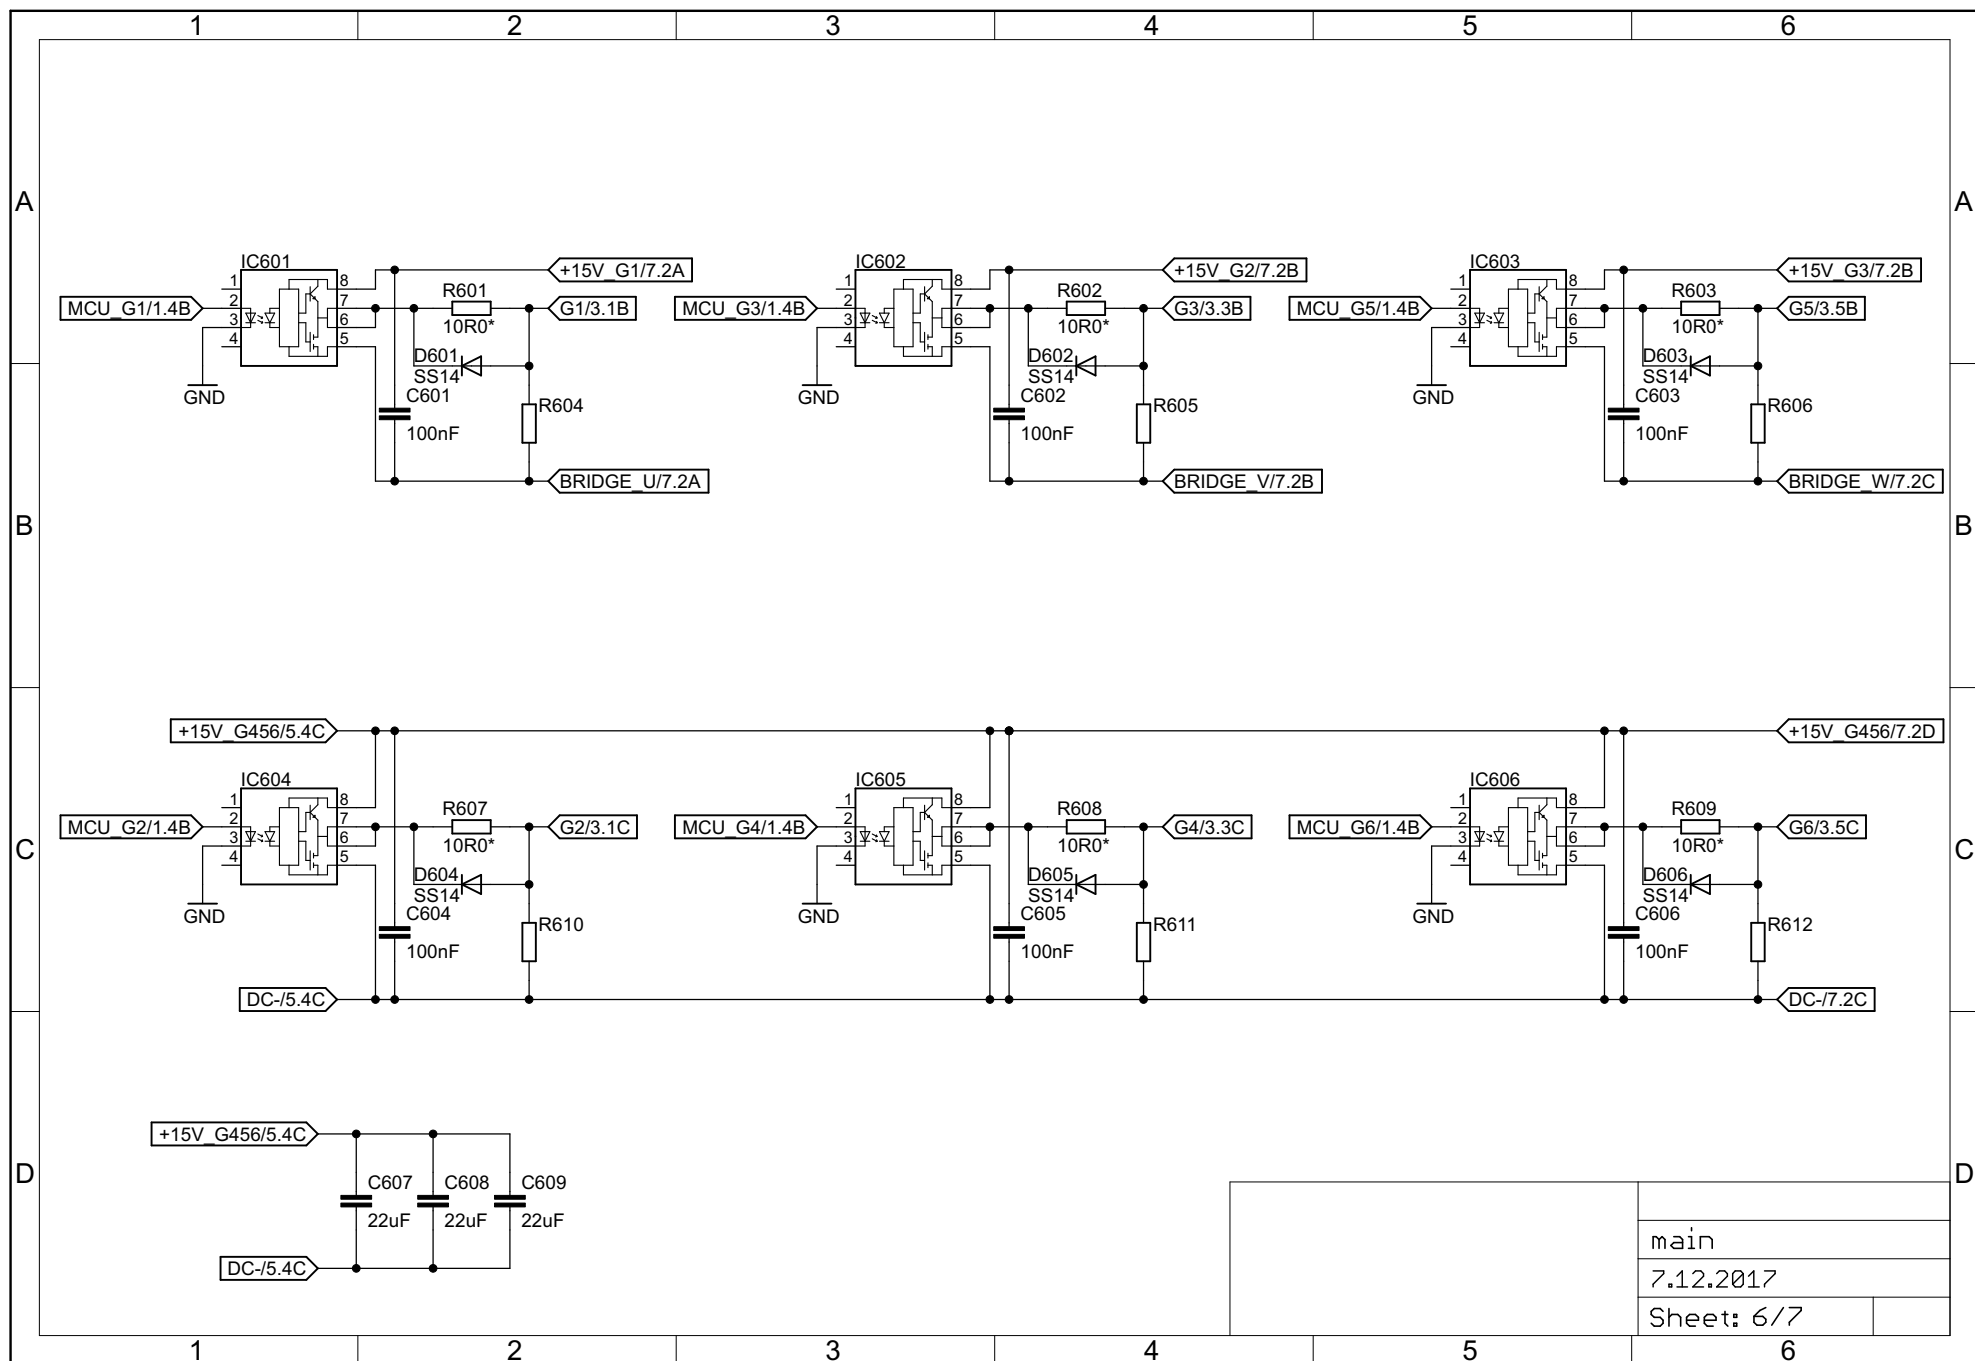 1 2 3 4 5 6
A A
IC601 IC602 IC603
1 8 +15V_G1/7.2A 1 8 +15V_G2/7.2B 1 8 +15V_G3/7.2B
R601 R602 R603
MCU_G1/1.4B 2 7 G1/3.1B MCU_G3/1.4B 2 7 G3/3.3B MCU_G5/1.4B 2 7 G5/3.5B
3 6 10R0* 3 6 10R0* 3 6 10R0*
4 5 4 5 4 5
D601 D602 D603
SS14 SS14 SS14
GND C601 GND C602 GND C603
R604 R605 R606
100nF 100nF 100nF
BRIDGE_U/7.2A BRIDGE_V/7.2B BRIDGE_W/7.2C
B B
+15V_G456/5.4C +15V_G456/7.2D
IC604 IC605 IC606
1 8 1 8 1 8
R607 R608 R609
MCU_G2/1.4B 2 7 G2/3.1C MCU_G4/1.4B 2 7 G4/3.3C MCU_G6/1.4B 2 7 G6/3.5C
3 6 10R0* 3 6 10R0* 3 6 10R0*
C C
4 5 4 5 4 5
D604 D605 D606
SS14 SS14 SS14
GND C604 GND C605 GND C606
R610 R611 R612
100nF 100nF 100nF
DC-/5.4C DC-/7.2C
+15V_G456/5.4C
D D
C607 C608 C609
22uF 22uF 22uF
DC-/5.4C
main
7.12.2017
Sheet: 6/7
1 2 3 4 5 6